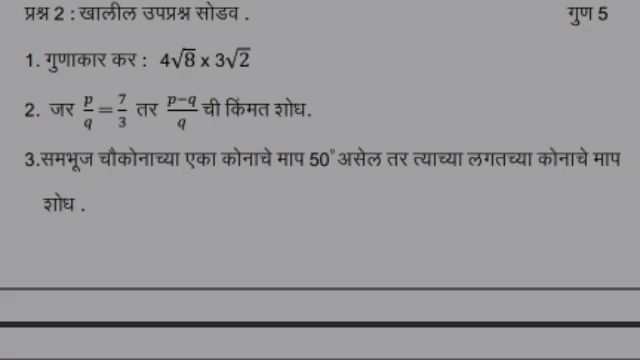 प्रश्न 2 : खालील उपप्रश्न सोडव . गुण 5
1. गुणाकार कर : 4√8 x 3√2
2. जर p/q = 7/3 तर (p−q)/q ची किंमत शोध.
3.समभूज चौकोनाच्या एका कोनाचे माप 50° असेल तर त्याच्या लगतच्या कोनाचे माप
शोध .